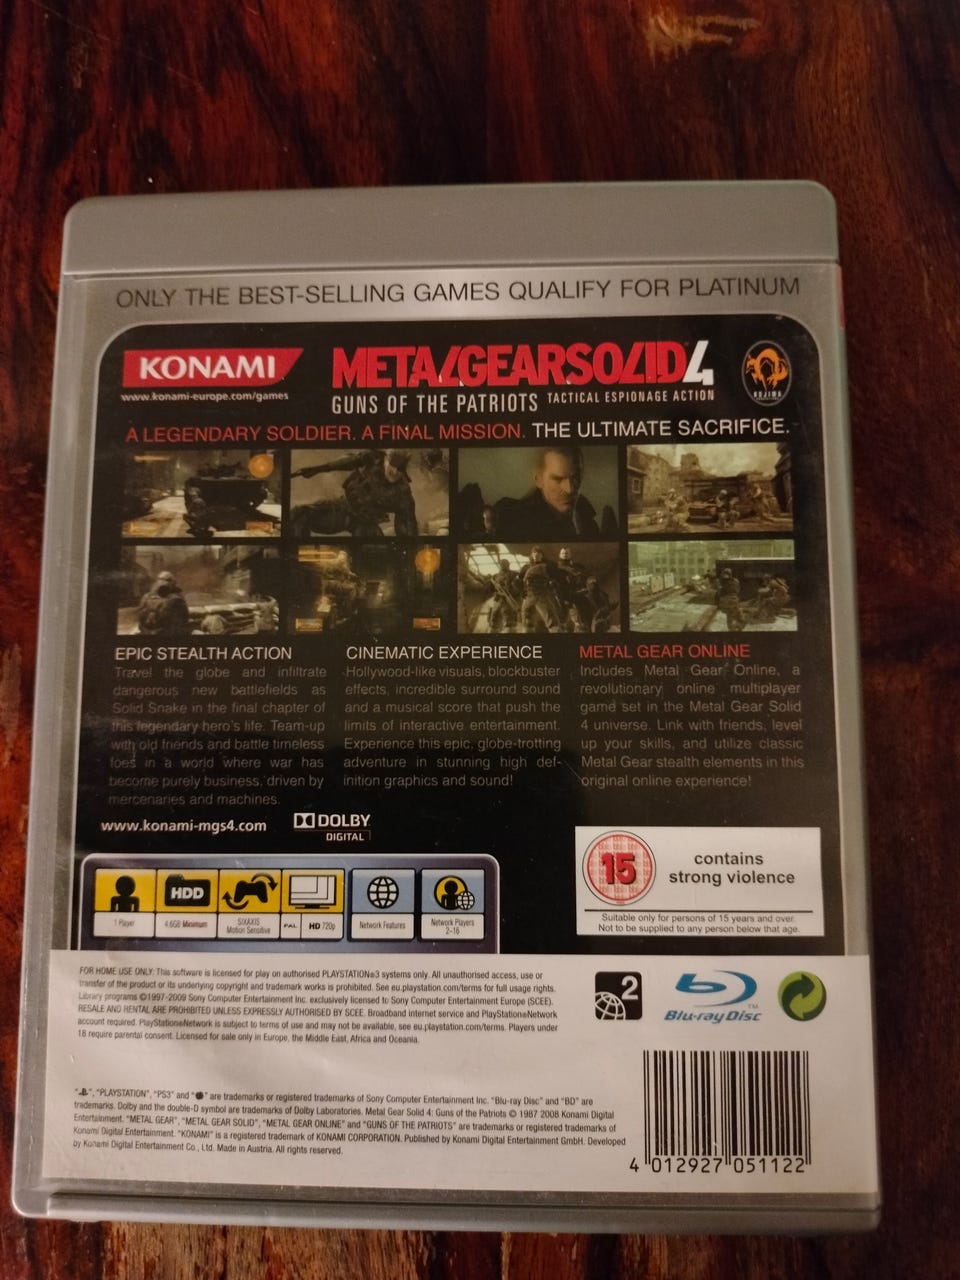 ONLY THE BEST-SELLING GAMES QUALIFY FOR PLATINUM
KONAMI
www.konami-europe.com/games
METAL GEAR SOLID 4
GUNS OF THE PATRIOTS TACTICAL ESPIONAGE ACTION
KOJIMA
A LEGENDARY SOLDIER. A FINAL MISSION. THE ULTIMATE SACRIFICE.
EPIC STEALTH ACTION
Travel the globe and infiltrate
dangerous new battlefields as
Solid Snake in the final chapter of
this legendary hero's life. Team-up
with old friends and battle timeless
foes in a world where war has
become purely business, driven by
mercenaries and machines.
CINEMATIC EXPERIENCE
Hollywood-like visuals, blockbuster
effects, incredible surround sound
and a musical score that push the
limits of interactive entertainment.
Experience this epic, globe-trotting
adventure in stunning high def-
inition graphics and sound!
METAL GEAR ONLINE
Includes Metal Gear Online, a
revolutionary online multiplayer
game set in the Metal Gear Solid
4 universe. Link with friends, level
up your skills, and utilize classic
Metal Gear stealth elements in this
original online experience!
www.konami-mgs4.com
DOLBY
DIGITAL
15
contains
strong violence
Suitable only for persons of 15 years and over.
Not to be supplied to any person below that age.
HDD
1 Player
4.6GB Minimum
SIXAXIS
Motion Sensitive
PAL
HD 720p
Network Features
Network Players
2-16
FOR HOME USE ONLY: This software is licensed for play on authorised PLAYSTATION®3 systems only. All unauthorised access, use or
transfer of the product or its underlying copyright and trademark works is prohibited. See eu.playstation.com/terms for full usage rights.
Library programs ©1997-2009 Sony Computer Entertainment Inc. exclusively licensed to Sony Computer Entertainment Europe (SCEE).
RESALE AND RENTAL ARE PROHIBITED UNLESS EXPRESSLY AUTHORISED BY SCEE. Broadband internet service and PlayStation®Network
account required. PlayStation®Network is subject to terms of use and may not be available, see eu.playstation.com/terms. Players under
18 require parental consent. Licensed for sale only in Europe, the Middle East, Africa and Oceania.
2
Blu-ray Disc
TM
", "PLAYSTATION", "PS3" and " " are trademarks or registered trademarks of Sony Computer Entertainment Inc. "Blu-ray Disc" and "BD" are
trademarks. Dolby and the double-D symbol are trademarks of Dolby Laboratories. Metal Gear Solid 4: Guns of the Patriots © 1987 2008 Konami Digital
Entertainment. "METAL GEAR", "METAL GEAR SOLID", "METAL GEAR ONLINE" and "GUNS OF THE PATRIOTS" are trademarks or registered trademarks of
Konami Digital Entertainment. "KONAMI" is a registered trademark of KONAMI CORPORATION. Published by Konami Digital Entertainment GmbH. Developed
by Konami Digital Entertainment Co., Ltd. Made in Austria. All rights reserved.
4 012927 051122